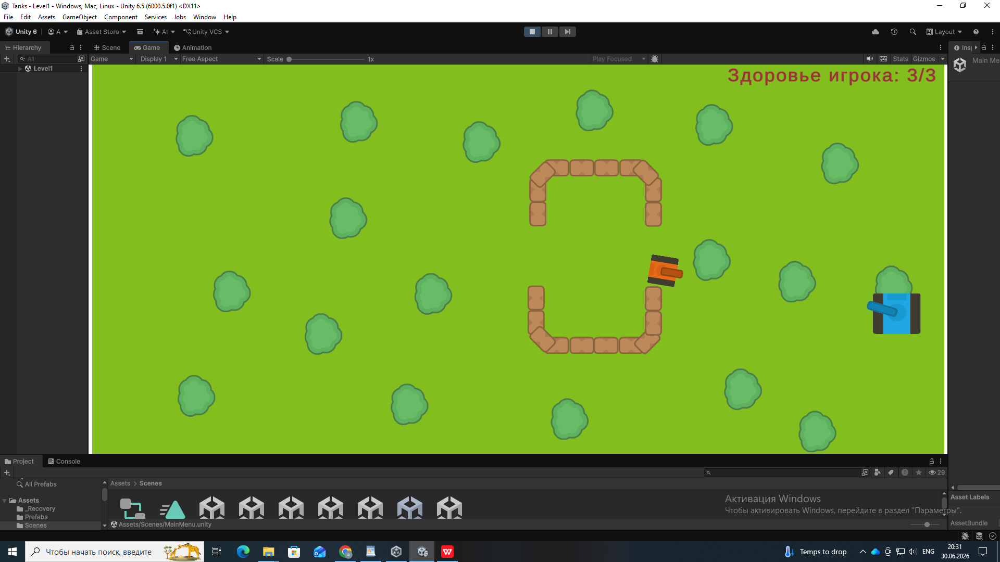 Tanks - Level1 - Windows, Mac, Linux - Unity 6.5 (6000.5.0f1) <DX11>
File Edit Assets GameObject Component Services Jobs Window Help
Unity 6 A Asset Store AI Unity VCS Layout
Hierarchy Scene Game Animation Insp
All Game Display 1 Free Aspect Scale 1x Play Focused Stats Gizmos Main Me
Level1
Здоровье игрока: 3/3
Project Console
29
All Prefabs Assets > Scenes
Assets
_Recovery
Prefabs
Scenes
Assets/Scenes/MainMenu.unity
Asset Labels
AssetBundle
Активация Windows
Чтобы активировать Windows, перейдите в раздел "Параметры".
Чтобы начать поиск, введите Temps to drop ENG 20:31
30.06.2026